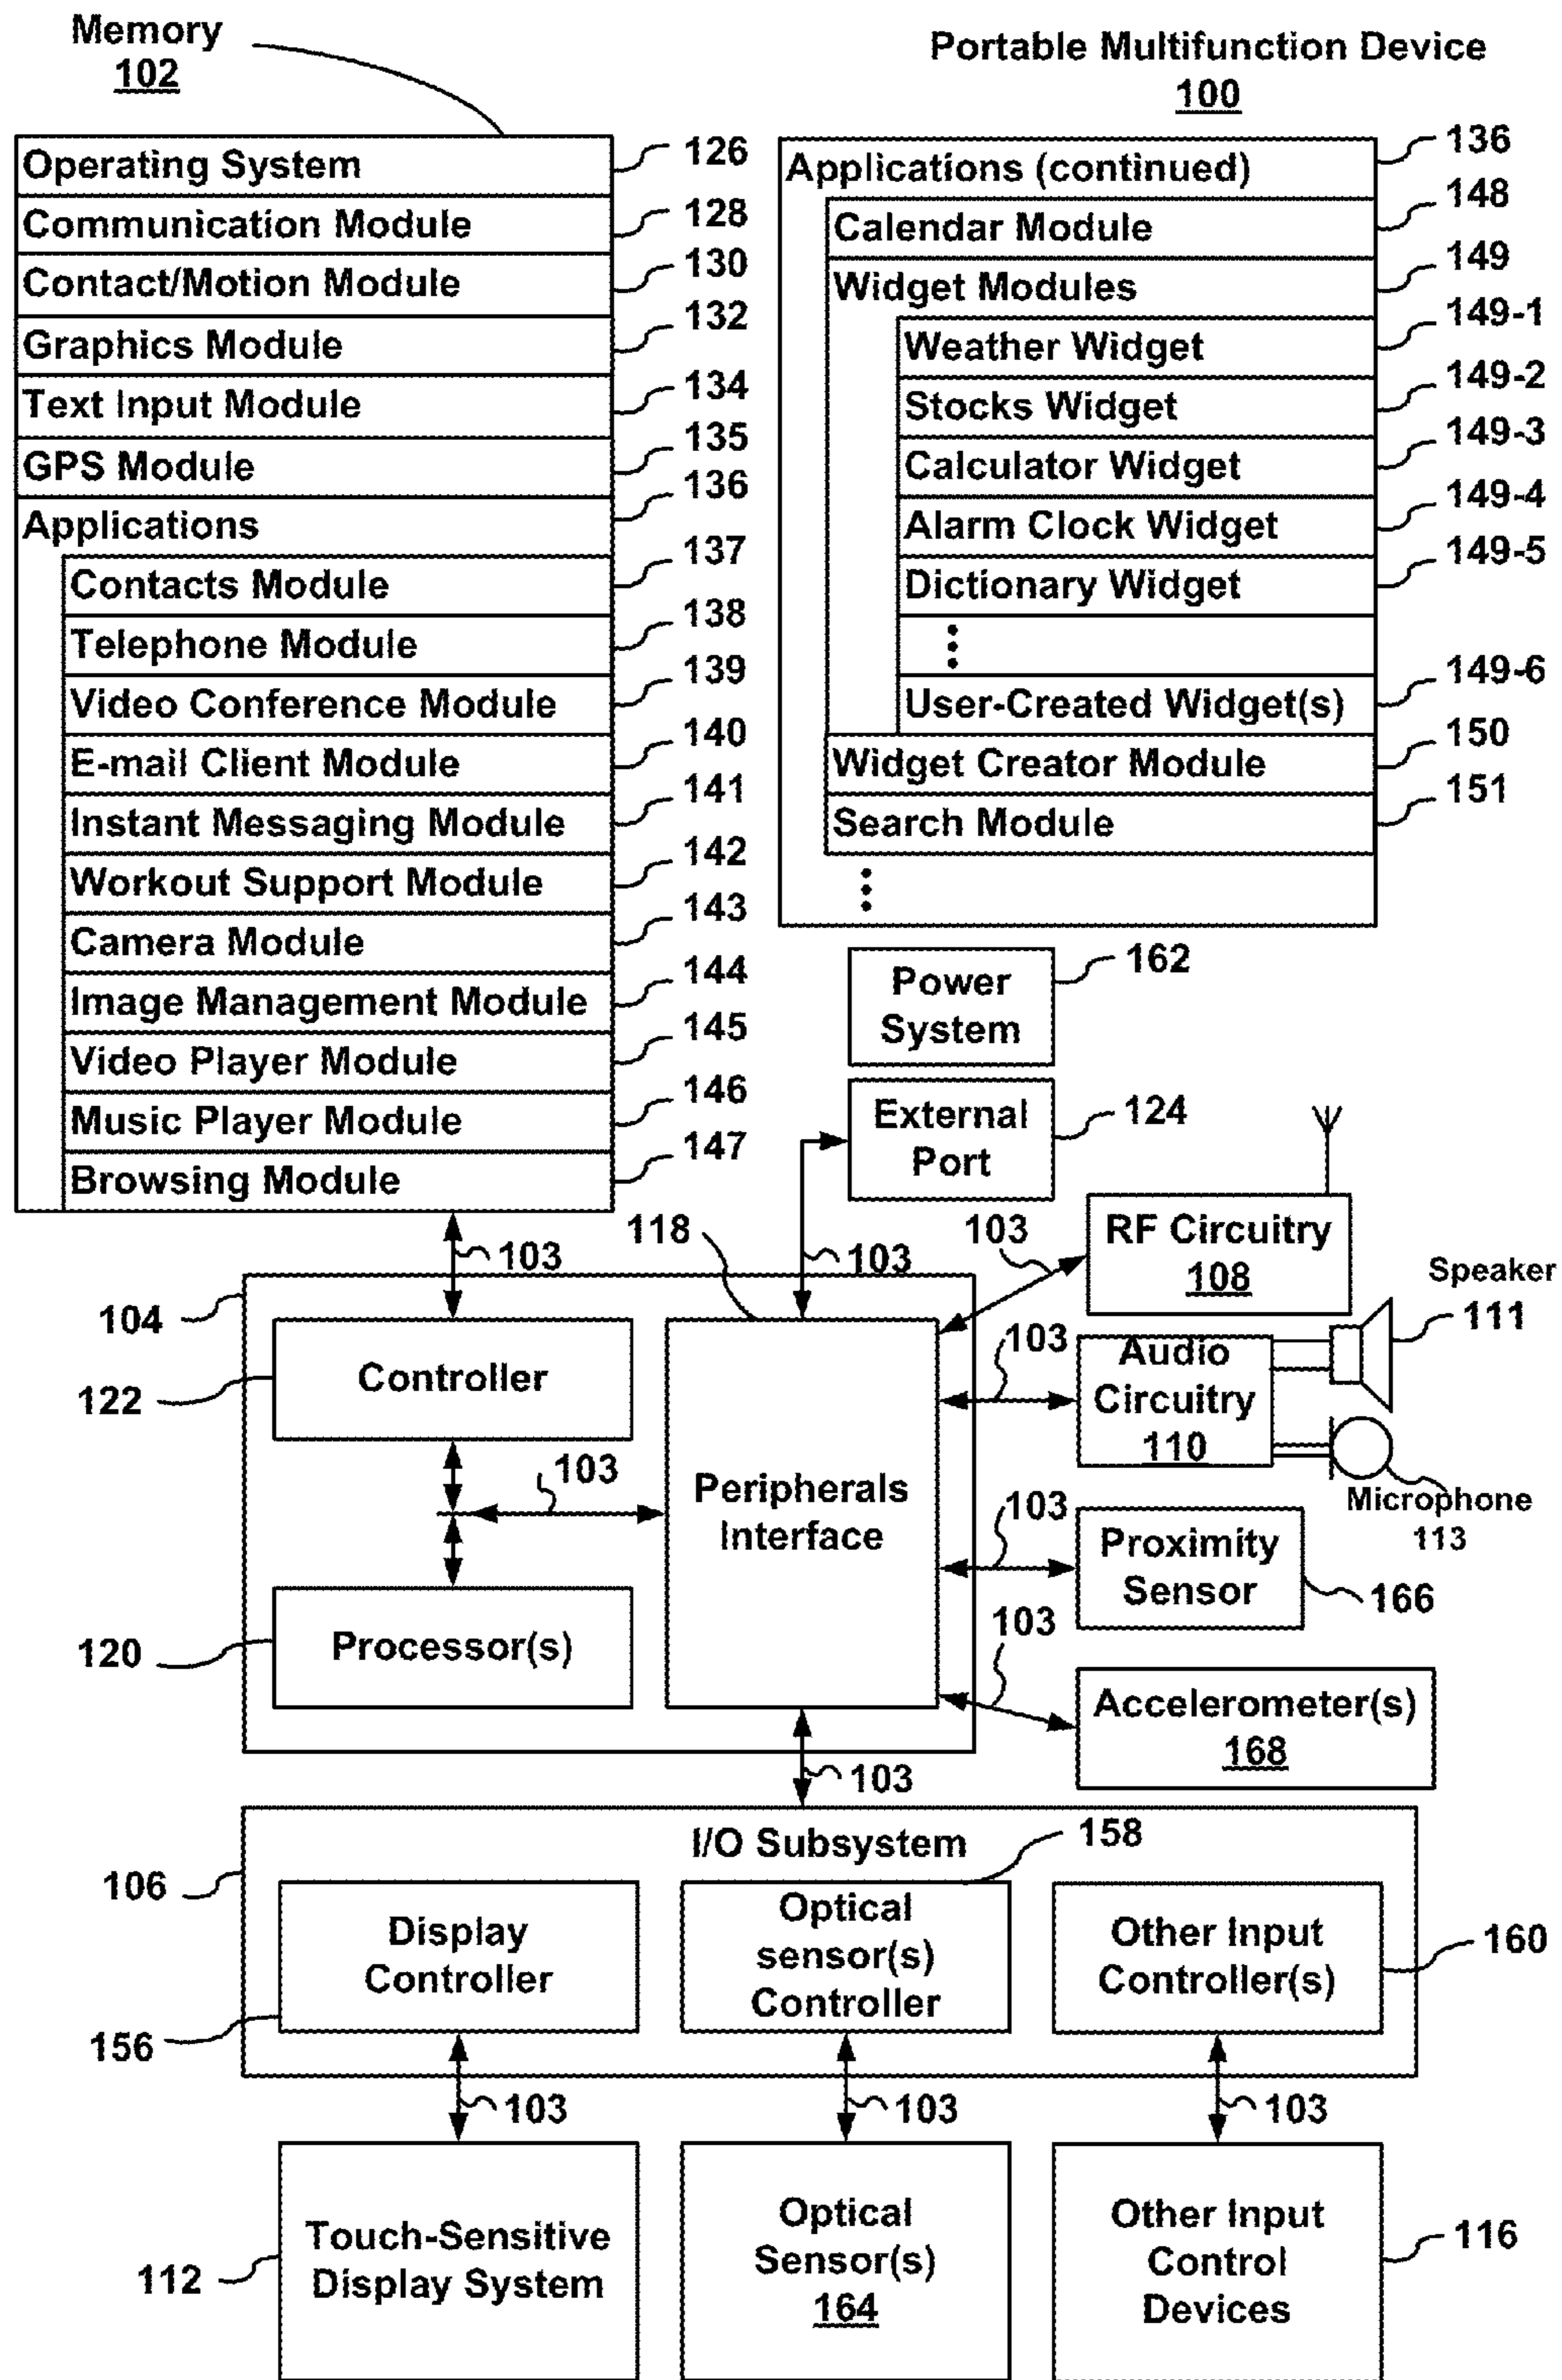 Memory
102
Portable Multifunction Device
100
Operating System
126
Communication Module
128
Contact/Motion Module
130
Graphics Module
132
Text Input Module
134
GPS Module
135
Applications
136
Contacts Module
137
Telephone Module
138
Video Conference Module
139
E-mail Client Module
140
Instant Messaging Module
141
Workout Support Module
142
Camera Module
143
Image Management Module
144
Video Player Module
145
Music Player Module
146
Browsing Module
147
Applications (continued)
136
Calendar Module
148
Widget Modules
149
Weather Widget
149-1
Stocks Widget
149-2
Calculator Widget
149-3
Alarm Clock Widget
149-4
Dictionary Widget
149-5
User-Created Widget(s)
149-6
Widget Creator Module
150
Search Module
151
Power
System
162
External
Port
124
103
118
103
103
RF Circuitry
108
Speaker
111
104
Controller
122
103
Audio
Circuitry
110
103
Peripherals
Interface
Microphone
113
103
Proximity
Sensor
166
Processor(s)
120
103
Accelerometer(s)
168
103
I/O Subsystem
158
106
Display
Controller
156
Optical
sensor(s)
Controller
Other Input
Controller(s)
160
103
103
103
Touch-Sensitive
Display System
112
Optical
Sensor(s)
164
Other Input
Control
Devices
116